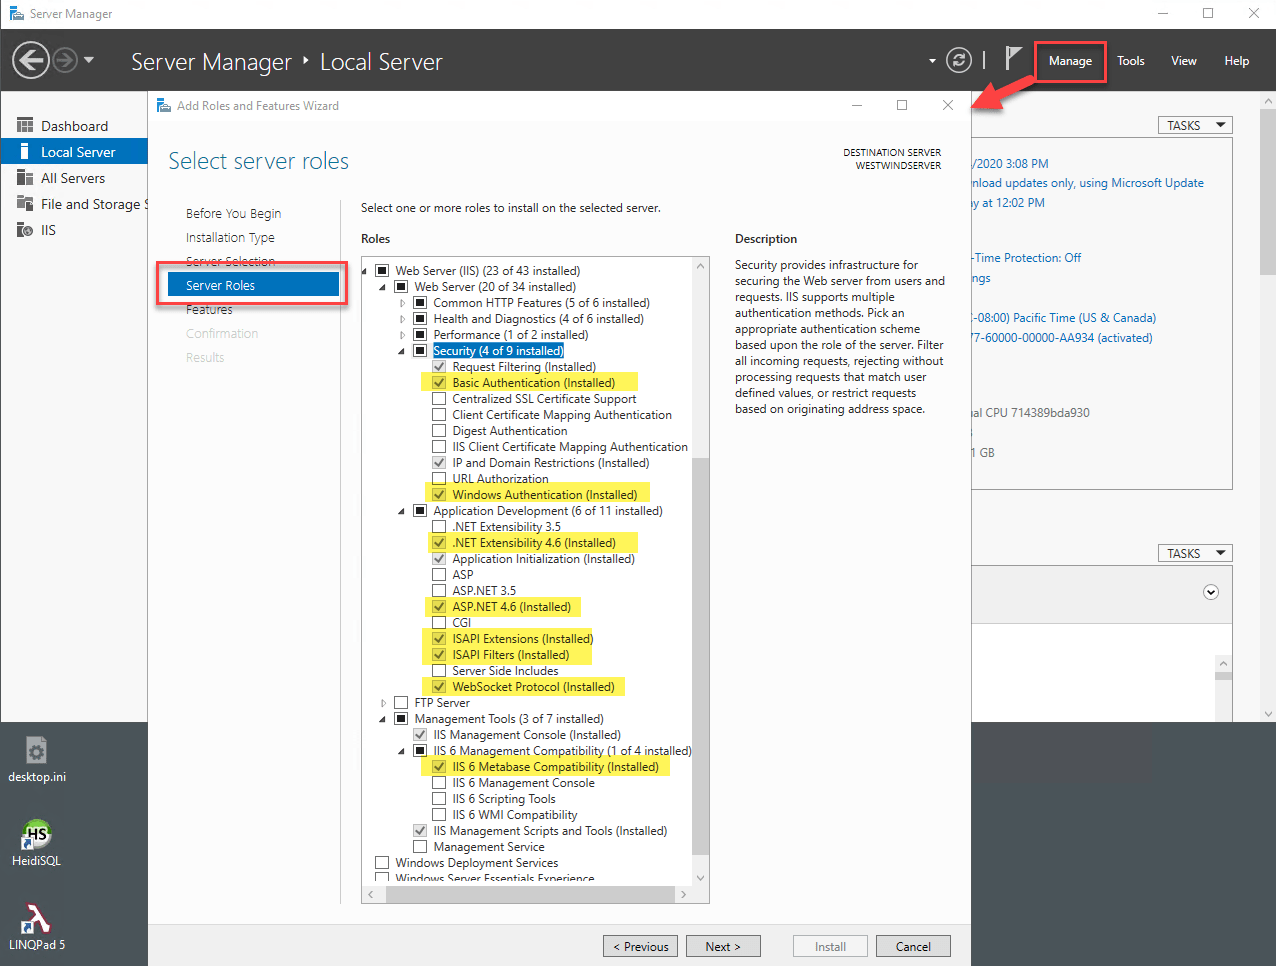 Server Manager
Server Manager ‣ Local Server
Manage
Tools
View
Help
Dashboard
Local Server
All Servers
File and Storage S
IIS
Add Roles and Features Wizard
Select server roles
DESTINATION SERVER
WESTWINDSERVER
Before You Begin
Installation Type
Server Selection
Server Roles
Features
Confirmation
Results
Select one or more roles to install on the selected server.
Roles
Web Server (IIS) (23 of 43 installed)
Web Server (20 of 34 installed)
Common HTTP Features (5 of 6 installed)
Health and Diagnostics (4 of 6 installed)
Performance (1 of 2 installed)
Security (4 of 9 installed)
Request Filtering (Installed)
Basic Authentication (Installed)
Centralized SSL Certificate Support
Client Certificate Mapping Authentication
Digest Authentication
IIS Client Certificate Mapping Authentication
IP and Domain Restrictions (Installed)
URL Authorization
Windows Authentication (Installed)
Application Development (6 of 11 installed)
.NET Extensibility 3.5
.NET Extensibility 4.6 (Installed)
Application Initialization (Installed)
ASP
ASP.NET 3.5
ASP.NET 4.6 (Installed)
CGI
ISAPI Extensions (Installed)
ISAPI Filters (Installed)
Server Side Includes
WebSocket Protocol (Installed)
FTP Server
Management Tools (3 of 7 installed)
IIS Management Console (Installed)
IIS 6 Management Compatibility (1 of 4 installed)
IIS 6 Metabase Compatibility (Installed)
IIS 6 Management Console
IIS 6 Scripting Tools
IIS 6 WMI Compatibility
IIS Management Scripts and Tools (Installed)
Management Service
Windows Deployment Services
Windows Server Essentials Experience
Description
Security provides infrastructure for
securing the Web server from users and
requests. IIS supports multiple
authentication methods. Pick an
appropriate authentication scheme
based upon the role of the server. Filter
all incoming requests, rejecting without
processing requests that match user
defined values, or restrict requests
based on originating address space.
< Previous
Next >
Install
Cancel
TASKS
/2020 3:08 PM
nload updates only, using Microsoft Update
y at 12:02 PM
-Time Protection: Off
ngs
C-08:00) Pacific Time (US & Canada)
77-60000-00000-AA934 (activated)
al CPU 714389bda930
1 GB
TASKS
desktop.ini
HS
HeidiSQL
LINQPad 5